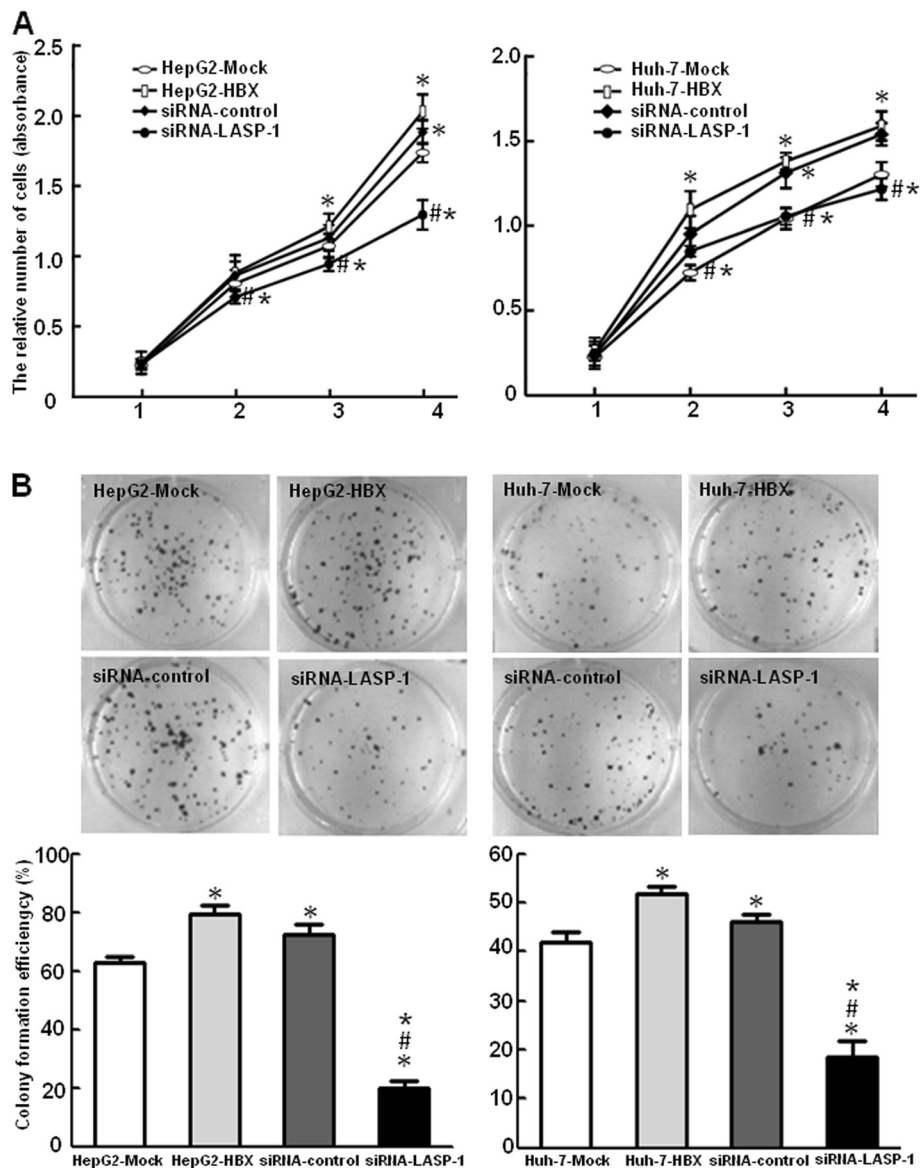 A
The relative number of cells (absorbance)
2.5
2.0
1.5
1.0
0.5
0
HepG2-Mock
HepG2-HBX
siRNA-control
siRNA-LASP-1
*
*
*
#*
#*
#*
1 2 3 4
2.0
1.5
1.0
0.5
0
Huh-7-Mock
Huh-7-HBX
siRNA-control
siRNA-LASP-1
*
*
*
*
#*
#*
#*
1 2 3 4
B
HepG2-Mock HepG2-HBX Huh-7-Mock Huh-7-HBX
siRNA-control siRNA-LASP-1 siRNA-control siRNA-LASP-1
Colony formation efficiengcy (%)
100
80
60
40
20
0
*
*
*
#
*
HepG2-Mock HepG2-HBX siRNA-control siRNA-LASP-1
60
50
40
30
20
10
0
*
*
*
#
*
Huh-7-Mock Huh-7-HBX siRNA-control siRNA-LASP-1